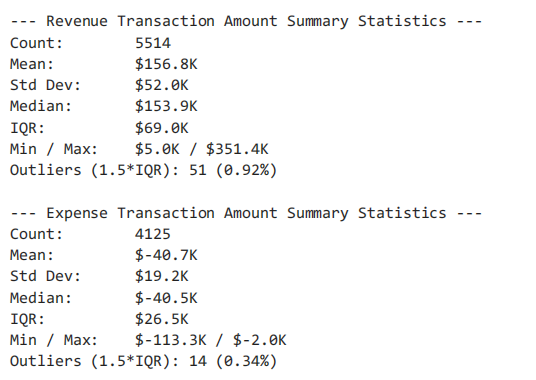 --- Revenue Transaction Amount Summary Statistics ---
Count: 5514
Mean: $156.8K
Std Dev: $52.0K
Median: $153.9K
IQR: $69.0K
Min / Max: $5.0K / $351.4K
Outliers (1.5*IQR): 51 (0.92%)
--- Expense Transaction Amount Summary Statistics ---
Count: 4125
Mean: $-40.7K
Std Dev: $19.2K
Median: $-40.5K
IQR: $26.5K
Min / Max: $-113.3K / $-2.0K
Outliers (1.5*IQR): 14 (0.34%)